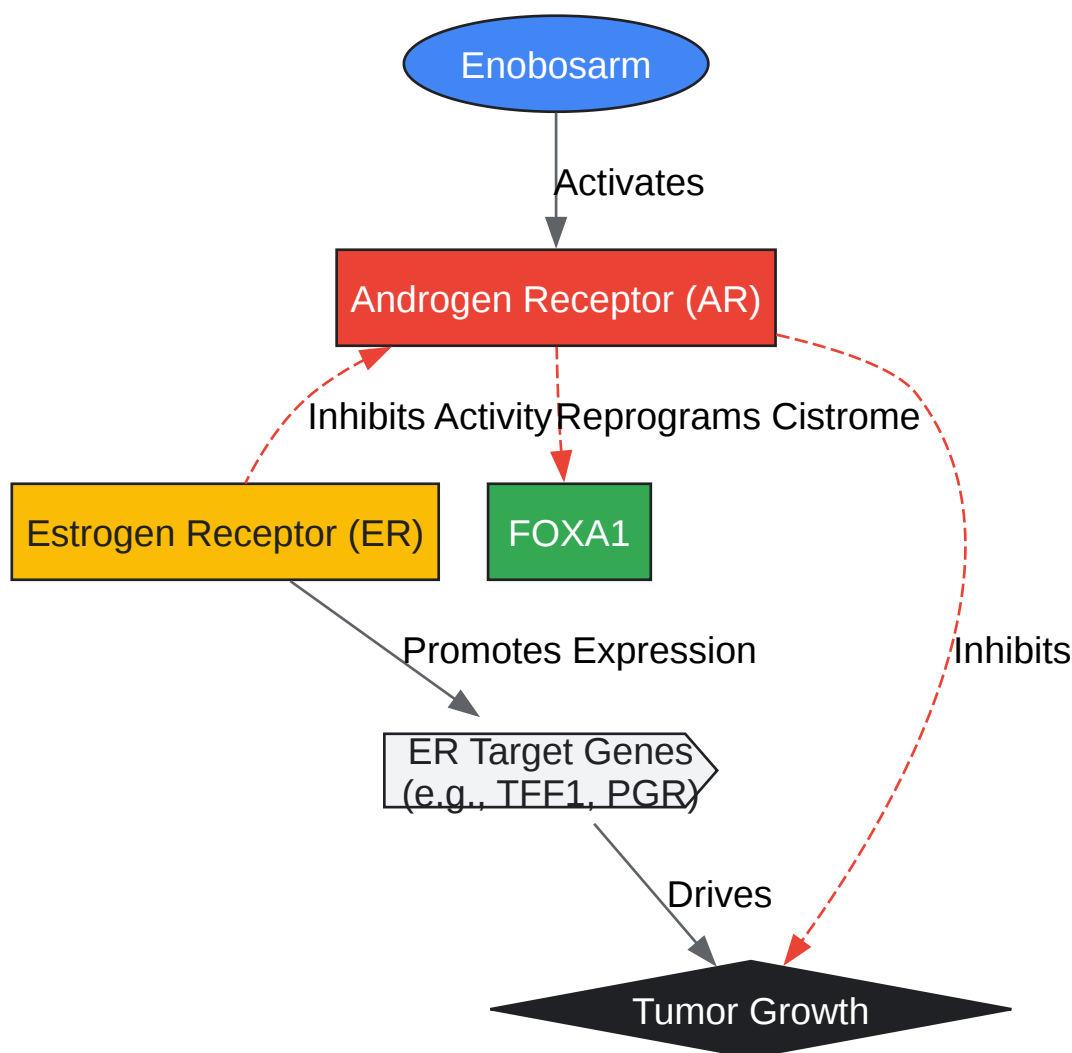 Enobosarm
Activates
Androgen Receptor (AR)
Inhibits Activity
Reprograms Cistrome
Estrogen Receptor (ER)
FOXA1
Promotes Expression
Inhibits
ER Target Genes
(e.g., TFF1, PGR)
Drives
Tumor Growth